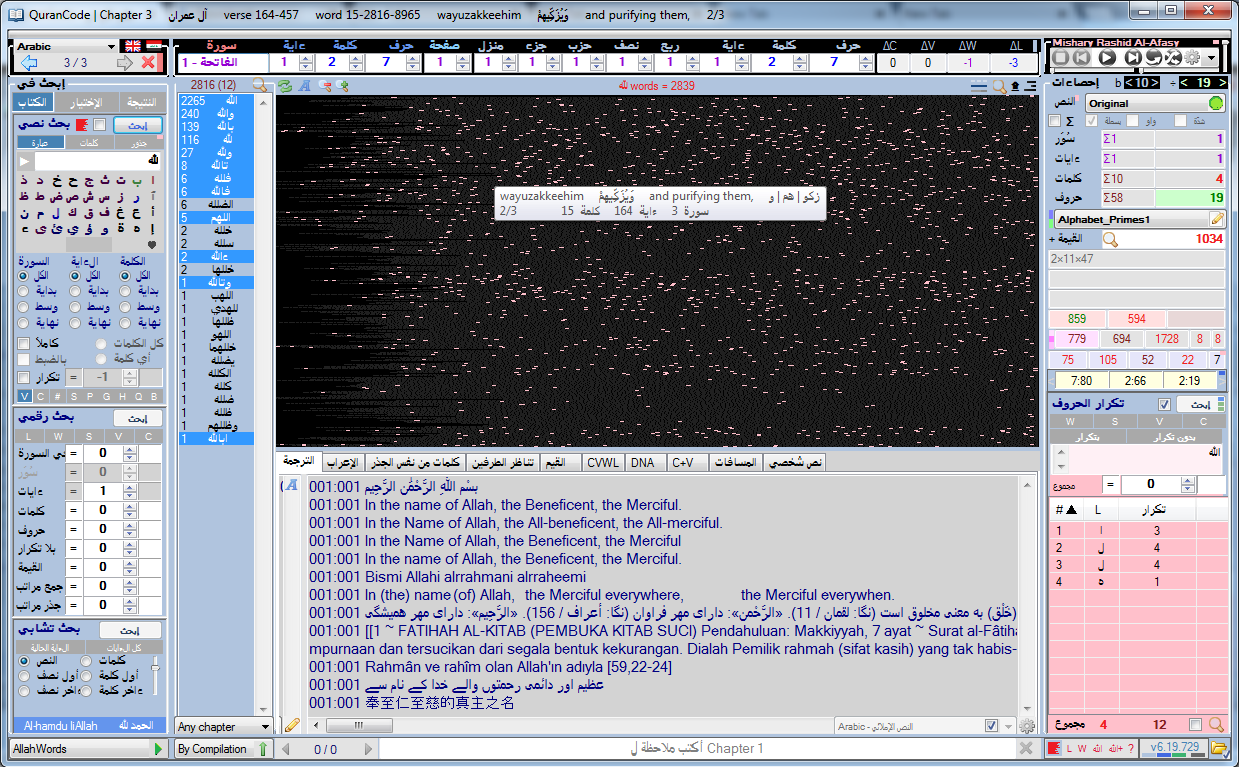 QuranCode | Chapter 3 آل عمران verse 164-457 word 15-2816-8965 wayuzakkeehim وَيُزَكِّيهِمْ and purifying them, 2/3
Arabic
3 / 3
سورة ءاية كلمة حرف صفحة منزل جزء حزب نصف ربع ءاية كلمة حرف ΔC ΔV ΔW ΔL
1 - الفاتحة 1 2 7 1 1 1 1 1 1 1 2 7 0 0 -1 -3
Mishary Rashid Al-Afasy
إبحث في
الكتاب الإختيار النتيجة
بحث نصي إبحث
عبارة كلمات جذور
لله
ا ب ت ث ج ح خ د ذ
إ ه ة و ؤ ي ئ ى ء
السورة الءاية الكلمة
الكل الكل الكل
بداية بداية بداية
وسط وسط وسط
نهاية نهاية نهاية
كاملاً كل الكلمات
بالضبط أي كلمة
تكرار = -1
V C # S P G H Q B
بحث رقمي إبحث
L W S V C
في السورة = 0
سُوَر = 0
ءايات = 1
كلمات = 0
حروف = 0
بلا تكرار = 0
القيمة = 0
جمع مراتب = 0
جذر مراتب = 0
بحث تشابي إبحث
الءاية الحالية كل الءايات
النص كلمات
أول نصف أول كلمة
ءاخر نصف ءاخر كلمة
Al-hamdu liAllah الحمد لله
AllahWords
2816 (12)
2265 الله
240 والله
139 بالله
116 لله
27 ولله
8 تالله
6 فلله
6 فالله
6 الضلله
5 اللهم
2 خلله
2 سلله
2 ءالله
2 خللها
1 وتالله
1 اللهب
1 للهدي
1 ظللها
1 اللهو
1 خللهما
1 يضلله
1 الكلله
1 كلله
1 ضلله
1 ظلله
1 وظللهم
1 ابالله
Any chapter
By Compilation
الله words = 2839
wayuzakkeehim وَيُزَكِّيهِمْ and purifying them, زكو | هم | و
2/3 سورة 3 ءاية 164 كلمة 15
الترجمة الإعراب كلمات من نفس الجذر تناظر الطرفين القيم CVWL DNA C+V المسافات نص شخصي
001:001 بِسْمِ اللَّهِ الرَّحْمَٰنِ الرَّحِيمِ
001:001 In the name of Allah, the Beneficent, the Merciful.
001:001 In the Name of Allah, the All-beneficent, the All-merciful.
001:001 In the Name of Allah, the Beneficent, the Merciful
001:001 In the name of Allah, the Beneficent, the Merciful.
001:001 Bismi Allahi alrrahmani alrraheemi
001:001 In (the) name (of) Allah, the Merciful everywhere, the Merciful everywhen.
001:001 (خَلْق) به معنی مخلوق است (نگا: لقمان / 11). «الرَّحْمن»: دارای مهر فراوان (نگا: أعراف / 156). «الرَّحِيم»: دارای مهر همیشگی
001:001 [[1 ~ FATIHAH AL-KITAB (PEMBUKA KITAB SUCI) Pendahuluan: Makkiyyah, 7 ayat ~ Surat al-Fâtiha
mpurnaan dan tersucikan dari segala bentuk kekurangan. Dialah Pemilik rahmah (sifat kasih) yang tak habis-
001:001 Rahmân ve rahîm olan Allah'ın adıyla [59,22-24]
001:001 عظیم اور دائمی رحمتوں والے خدا کے نام سے
001:001 奉至仁至慈的真主之名
Arabic - النص الإملائي
0 / 0
أكتب ملاحظة ل Chapter 1
إحصاءات b < 10 > ÷ < 19 >
النص Original
Σ بسملة واو شدّة
سُوَر Σ1 1
ءايات Σ1 1
كلمات Σ10 4
حروف Σ58 19
Alphabet_Primes1
القيمة + 1034
2×11×47
859 594
779 694 1728 8 8
75 105 52 22 7
7:80 2:66 2:19
تكرار الحروف إبحث
W S V C
بتكرار بدون تكرار
الله
مجموع = 0
# L تكرار
1 ا 3
2 ل 4
3 ل 4
4 ه 1
مجموع 4 12
L W الله الله+ ?
v6.19.729